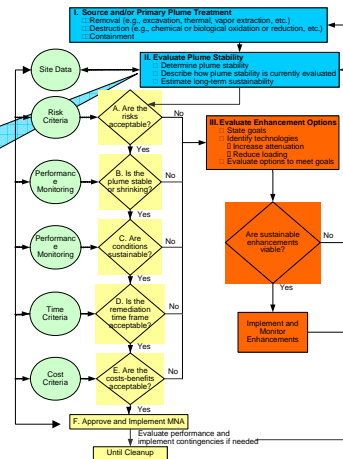 I. Source and/or Primary Plume Treatment
Removal (e.g., excavation, thermal, vapor extraction, etc.)
Destruction (e.g., chemical or biological oxidation or reduction, etc.)
Containment
II. Evaluate Plume Stability
Determine plume stability
Describe how plume stability is currently evaluated
Estimate long-term sustainability
Site Data
Risk
Criteria
A. Are the
risks
acceptable?
No
Yes
III. Evaluate Enhancement Options
State goals
Identify technologies
Increase attenuation
Reduce loading
Evaluate options to meet goals
Performanc
e
Monitoring
B. Is the
plume stable
or shrinking?
No
Yes
Performanc
e
Monitoring
C. Are
conditions
sustainable?
No
Yes
Are sustainable
enhancements
viable?
No
Yes
Time
Criteria
D. Is the
remediation
time frame
acceptable?
No
Yes
Implement and
Monitor
Enhancements
Cost
Criteria
E. Are the
costs-benefits
acceptable?
No
Yes
F. Approve and Implement MNA
Evaluate performance and
implement contingencies if needed
Until Cleanup